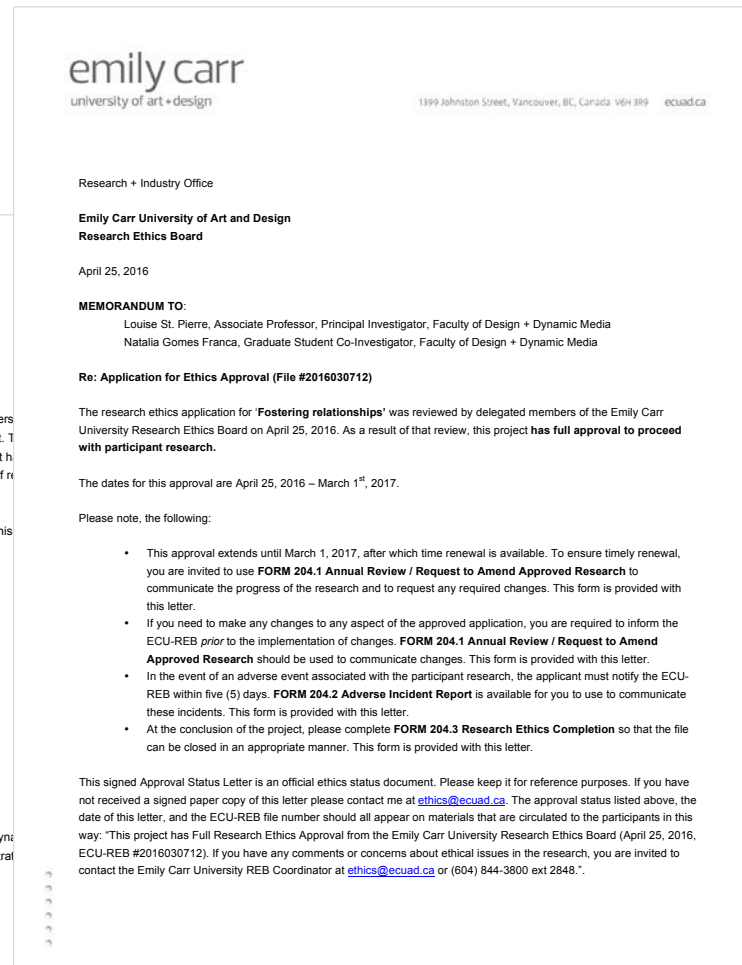 emily carr
university of art + design
1399 Johnston Street, Vancouver, BC, Canada V6H 3R9 ecuad.ca
Research + Industry Office
Emily Carr University of Art and Design
Research Ethics Board
April 25, 2016
MEMORANDUM TO:
Louise St. Pierre, Associate Professor, Principal Investigator, Faculty of Design + Dynamic Media
Natalia Gomes Franca, Graduate Student Co-Investigator, Faculty of Design + Dynamic Media
Re: Application for Ethics Approval (File #2016030712)
The research ethics application for ‘Fostering relationships’ was reviewed by delegated members of the Emily Carr
University Research Ethics Board on April 25, 2016. As a result of that review, this project has full approval to proceed
with participant research.
The dates for this approval are April 25, 2016 – March 1st, 2017.
Please note, the following:
• This approval extends until March 1, 2017, after which time renewal is available. To ensure timely renewal,
you are invited to use FORM 204.1 Annual Review / Request to Amend Approved Research to
communicate the progress of the research and to request any required changes. This form is provided with
this letter.
• If you need to make any changes to any aspect of the approved application, you are required to inform the
ECU-REB prior to the implementation of changes. FORM 204.1 Annual Review / Request to Amend
Approved Research should be used to communicate changes. This form is provided with this letter.
• In the event of an adverse event associated with the participant research, the applicant must notify the ECU-
REB within five (5) days. FORM 204.2 Adverse Incident Report is available for you to use to communicate
these incidents. This form is provided with this letter.
• At the conclusion of the project, please complete FORM 204.3 Research Ethics Completion so that the file
can be closed in an appropriate manner. This form is provided with this letter.
This signed Approval Status Letter is an official ethics status document. Please keep it for reference purposes. If you have
not received a signed paper copy of this letter please contact me at ethics@ecuad.ca. The approval status listed above, the
date of this letter, and the ECU-REB file number should all appear on materials that are circulated to the participants in this
way: “This project has Full Research Ethics Approval from the Emily Carr University Research Ethics Board (April 25, 2016,
ECU-REB #2016030712). If you have any comments or concerns about ethical issues in the research, you are invited to
contact the Emily Carr University REB Coordinator at ethics@ecuad.ca or (604) 844-3800 ext 2848.”.